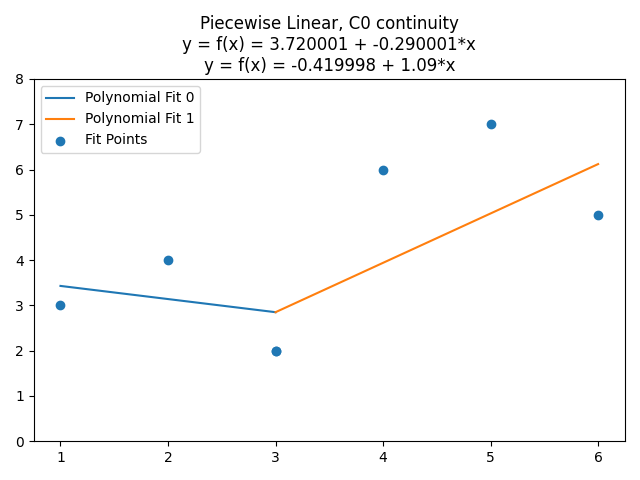 Piecewise Linear, C0 continuity
y = f(x) = 3.720001 + -0.290001*x
y = f(x) = -0.419998 + 1.09*x
8
7
6
5
4
3
2
1
0
Polynomial Fit 0
Polynomial Fit 1
Fit Points
1 2 3 4 5 6